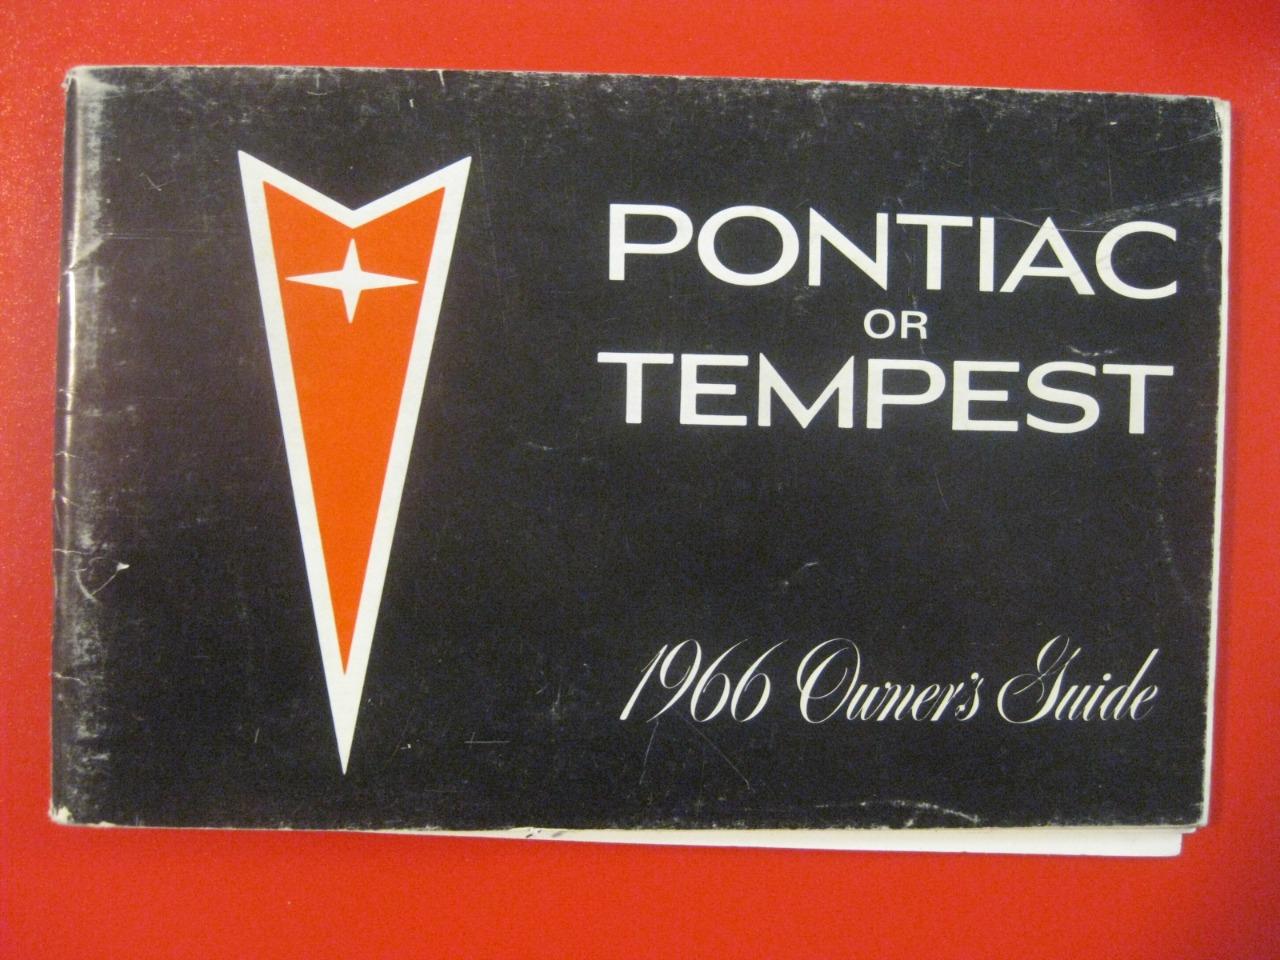 PONTIAC
OR
TEMPEST
1966 Owner's Guide